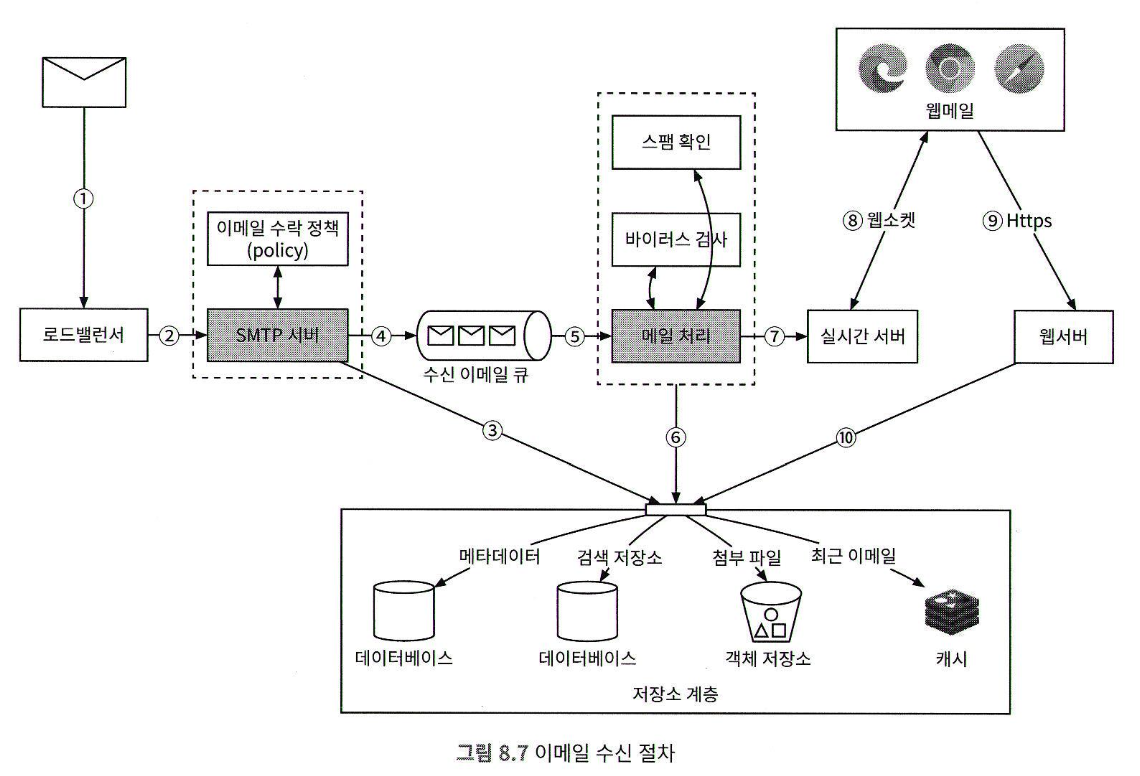 웹메일
스팸 확인
①
⑧ 웹소켓
⑨ Https
이메일 수락 정책
(policy)
바이러스 검사
로드밸런서
②
SMTP 서버
④
⑤
메일 처리
⑦
실시간 서버
웹서버
수신 이메일 큐
③
⑥
⑩
메타데이터
검색 저장소
첨부 파일
최근 이메일
데이터베이스
데이터베이스
객체 저장소
캐시
저장소 계층
그림 8.7 이메일 수신 절차